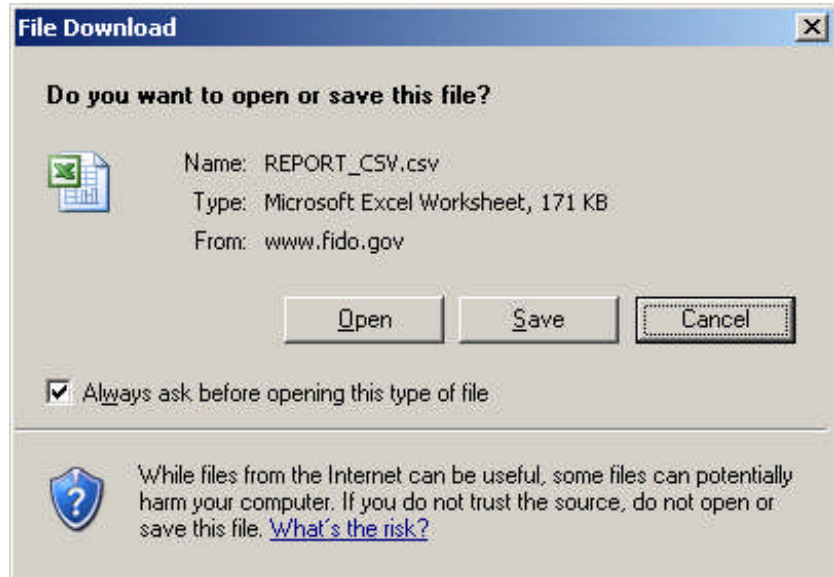 File Download
Do you want to open or save this file?
Name: REPORT_CSV.csv
Type: Microsoft Excel Worksheet, 171 KB
From: www.fido.gov
Open Save Cancel
Always ask before opening this type of file
While files from the Internet can be useful, some files can potentially
harm your computer. If you do not trust the source, do not open or
save this file. What's the risk?